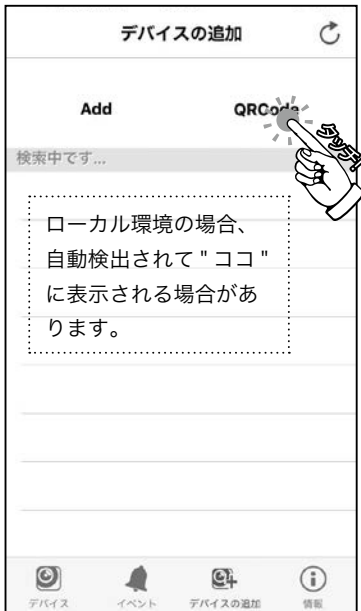 デバイスの追加
Add QRCode
タッチ!
検索中です...
ローカル環境の場合、
自動検出されて " ココ "
に表示される場合があ
ります。
デバイス イベント デバイスの追加 情報